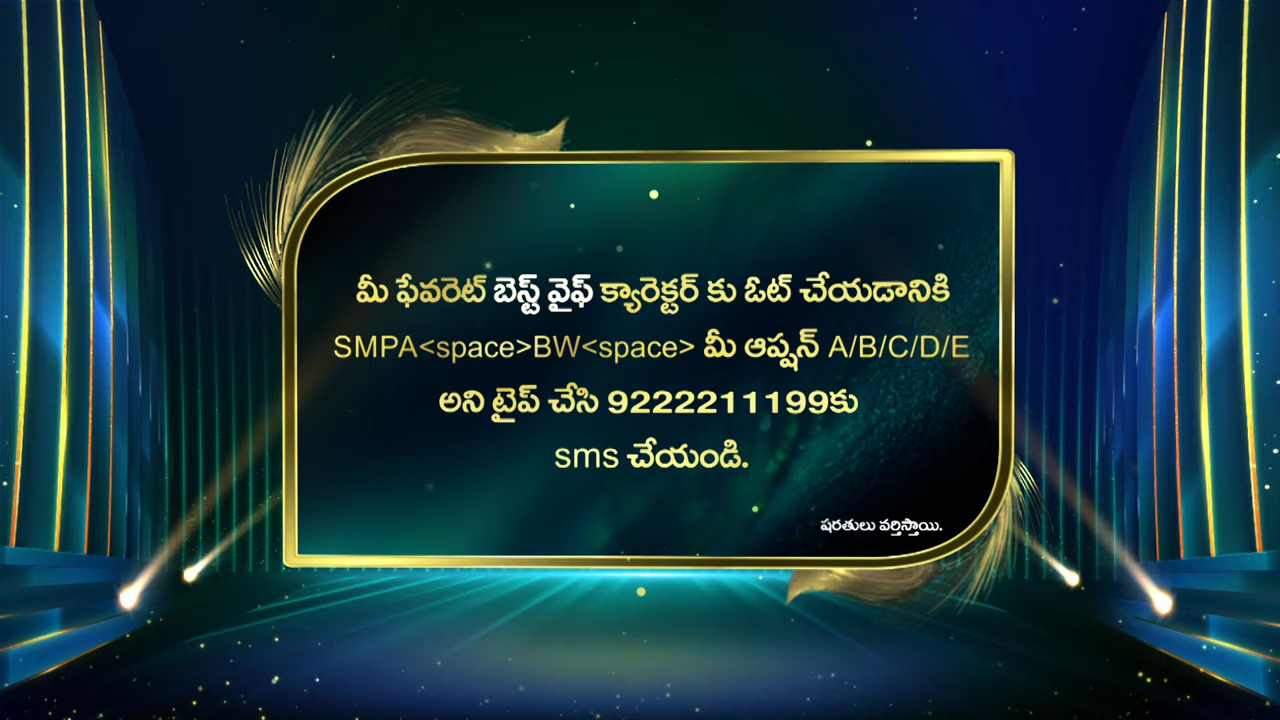 మీ ఫేవరెట్ బెస్ట్ వైఫ్ క్యారెక్టర్ కు ఓట్ చేయడానికి
SMPA<space>BW<space> మీ ఆప్షన్ A/B/C/D/E
అని టైప్ చేసి 9222211199కు
sms చేయండి.
షరతులు వర్తిస్తాయి.